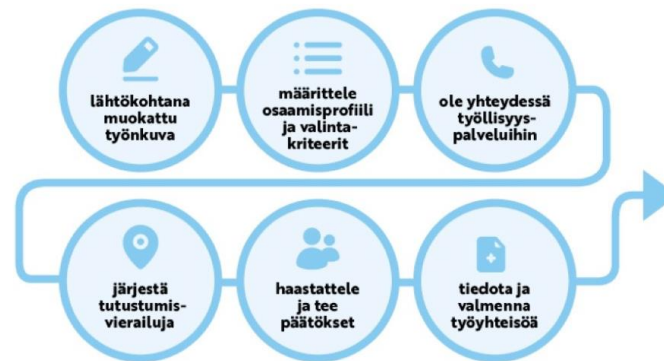 lähtökohtana
muokattu
työnkuva
määrittele
osaamisprofiili
ja valinta-
kriteerit
ole yhteydessä
työllisyys-
palveluihin
järjestä
tutustumis-
vierailuja
haastattele
ja tee
päätökset
tiedota ja
valmenna
työyhteisöä